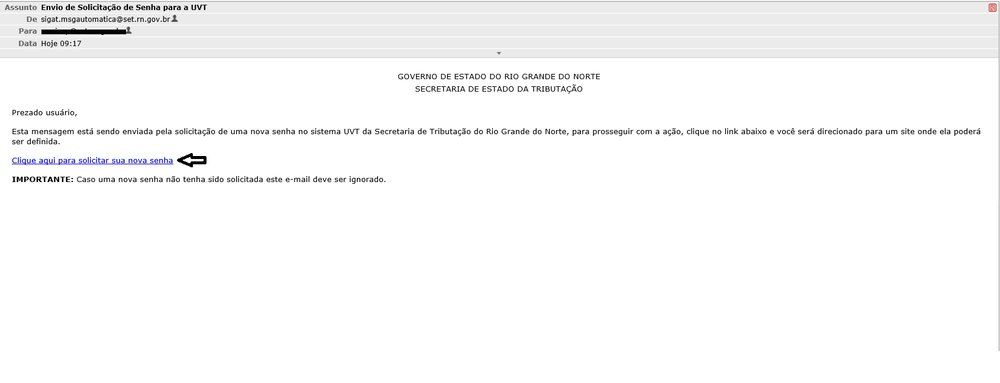 Assunto Envio de Solicitação de Senha para a UVT
De sigat.msgautomatica@set.rn.gov.br
Para
Data Hoje 09:17
GOVERNO DE ESTADO DO RIO GRANDE DO NORTE
SECRETARIA DE ESTADO DA TRIBUTAÇÃO
Prezado usuário,
Esta mensagem está sendo enviada pela solicitação de uma nova senha no sistema UVT da Secretaria de Tributação do Rio Grande do Norte, para prosseguir com a ação, clique no link abaixo e você será direcionado para um site onde ela poderá
ser definida.
Clique aqui para solicitar sua nova senha
IMPORTANTE: Caso uma nova senha não tenha sido solicitada este e-mail deve ser ignorado.